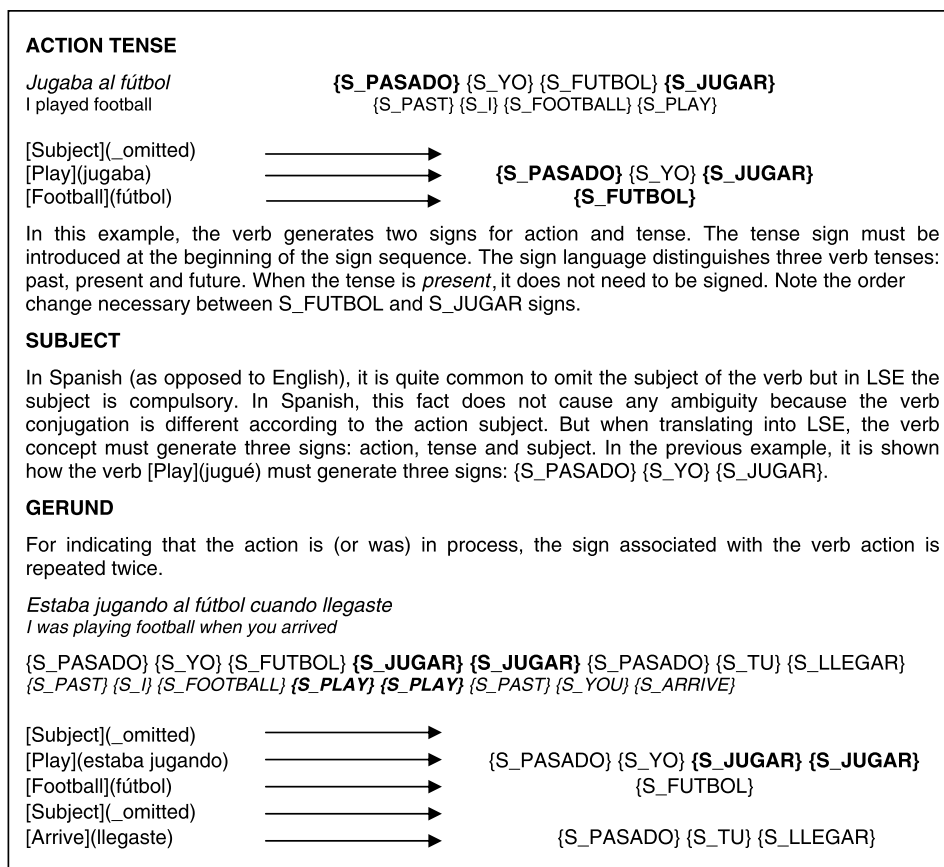 ACTION TENSE
Jugaba al fútbol {S_PASADO} {S_YO} {S_FUTBOL} {S_JUGAR}
I played football {S_PAST} {S_I} {S_FOOTBALL} {S_PLAY}
[Subject](_omitted)
[Play](jugaba) {S_PASADO} {S_YO} {S_JUGAR}
[Football](fútbol) {S_FUTBOL}
In this example, the verb generates two signs for action and tense. The tense sign must be
introduced at the beginning of the sign sequence. The sign language distinguishes three verb tenses:
past, present and future. When the tense is present, it does not need to be signed. Note the order
change necessary between S_FUTBOL and S_JUGAR signs.
SUBJECT
In Spanish (as opposed to English), it is quite common to omit the subject of the verb but in LSE the
subject is compulsory. In Spanish, this fact does not cause any ambiguity because the verb
conjugation is different according to the action subject. But when translating into LSE, the verb
concept must generate three signs: action, tense and subject. In the previous example, it is shown
how the verb [Play](jugué) must generate three signs: {S_PASADO} {S_YO} {S_JUGAR}.
GERUND
For indicating that the action is (or was) in process, the sign associated with the verb action is
repeated twice.
Estaba jugando al fútbol cuando llegaste
I was playing football when you arrived
{S_PASADO} {S_YO} {S_FUTBOL} {S_JUGAR} {S_JUGAR} {S_PASADO} {S_TU} {S_LLEGAR}
{S_PAST} {S_I} {S_FOOTBALL} {S_PLAY} {S_PLAY} {S_PAST} {S_YOU} {S_ARRIVE}
[Subject](_omitted)
[Play](estaba jugando) {S_PASADO} {S_YO} {S_JUGAR} {S_JUGAR}
[Football](fútbol) {S_FUTBOL}
[Subject](_omitted)
[Arrive](llegaste) {S_PASADO} {S_TU} {S_LLEGAR}